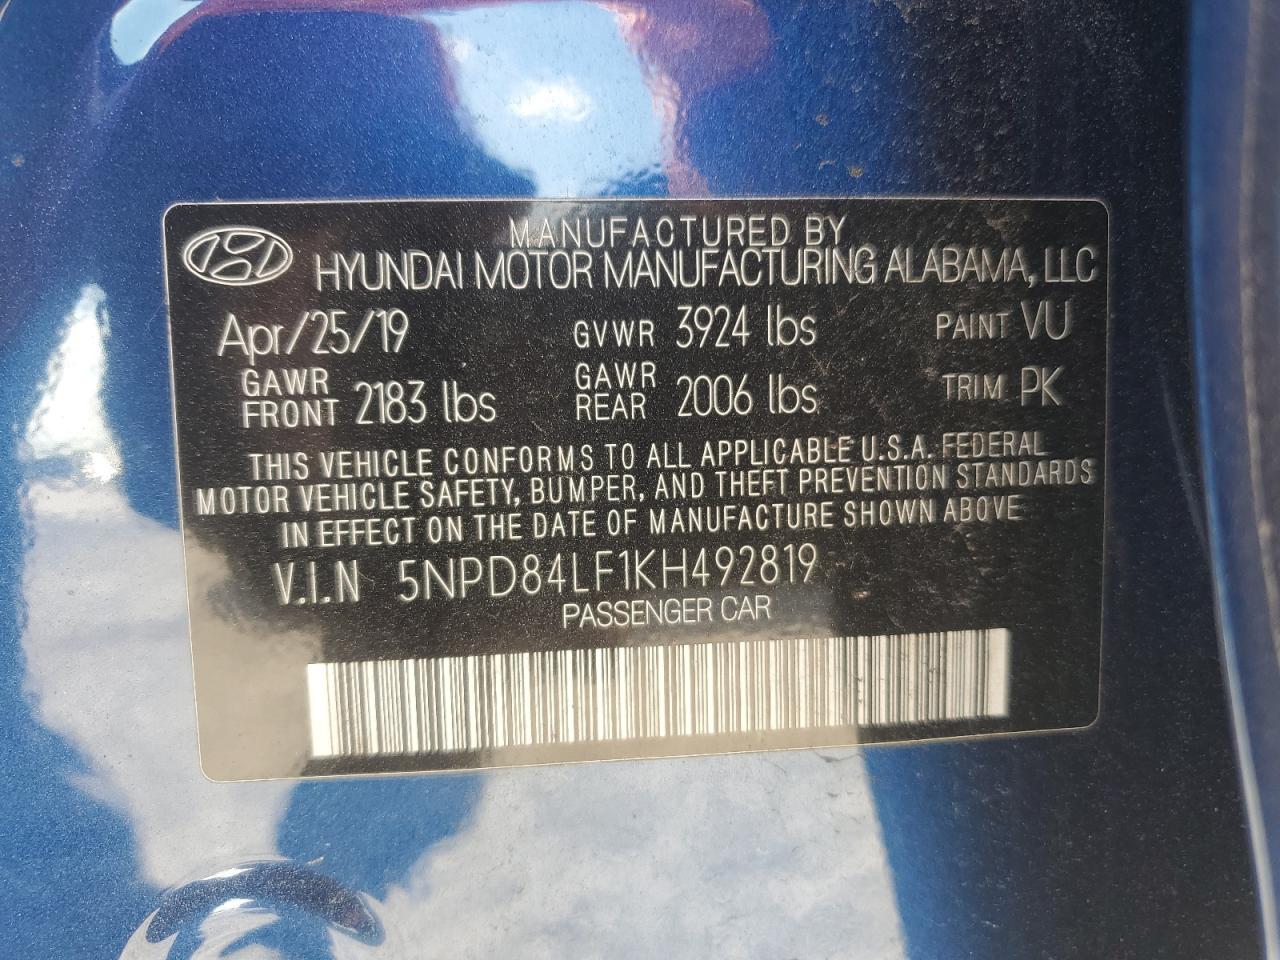 MANUFACTURED BY
HYUNDAI MOTOR MANUFACTURING ALABAMA, LLC
Apr/25/19 GVWR 3924 lbs PAINT VU
GAWR FRONT 2183 lbs GAWR REAR 2006 lbs TRIM PK
THIS VEHICLE CONFORMS TO ALL APPLICABLE U.S.A. FEDERAL
MOTOR VEHICLE SAFETY, BUMPER, AND THEFT PREVENTION STANDARDS
IN EFFECT ON THE DATE OF MANUFACTURE SHOWN ABOVE
V.I.N 5NPD84LF1KH492819
PASSENGER CAR